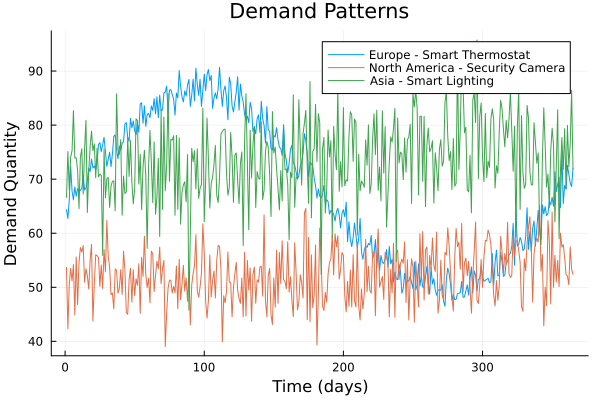 Demand Patterns
Europe - Smart Thermostat
North America - Security Camera
Asia - Smart Lighting
Demand Quantity
90
80
70
60
50
40
0
100
200
300
Time (days)